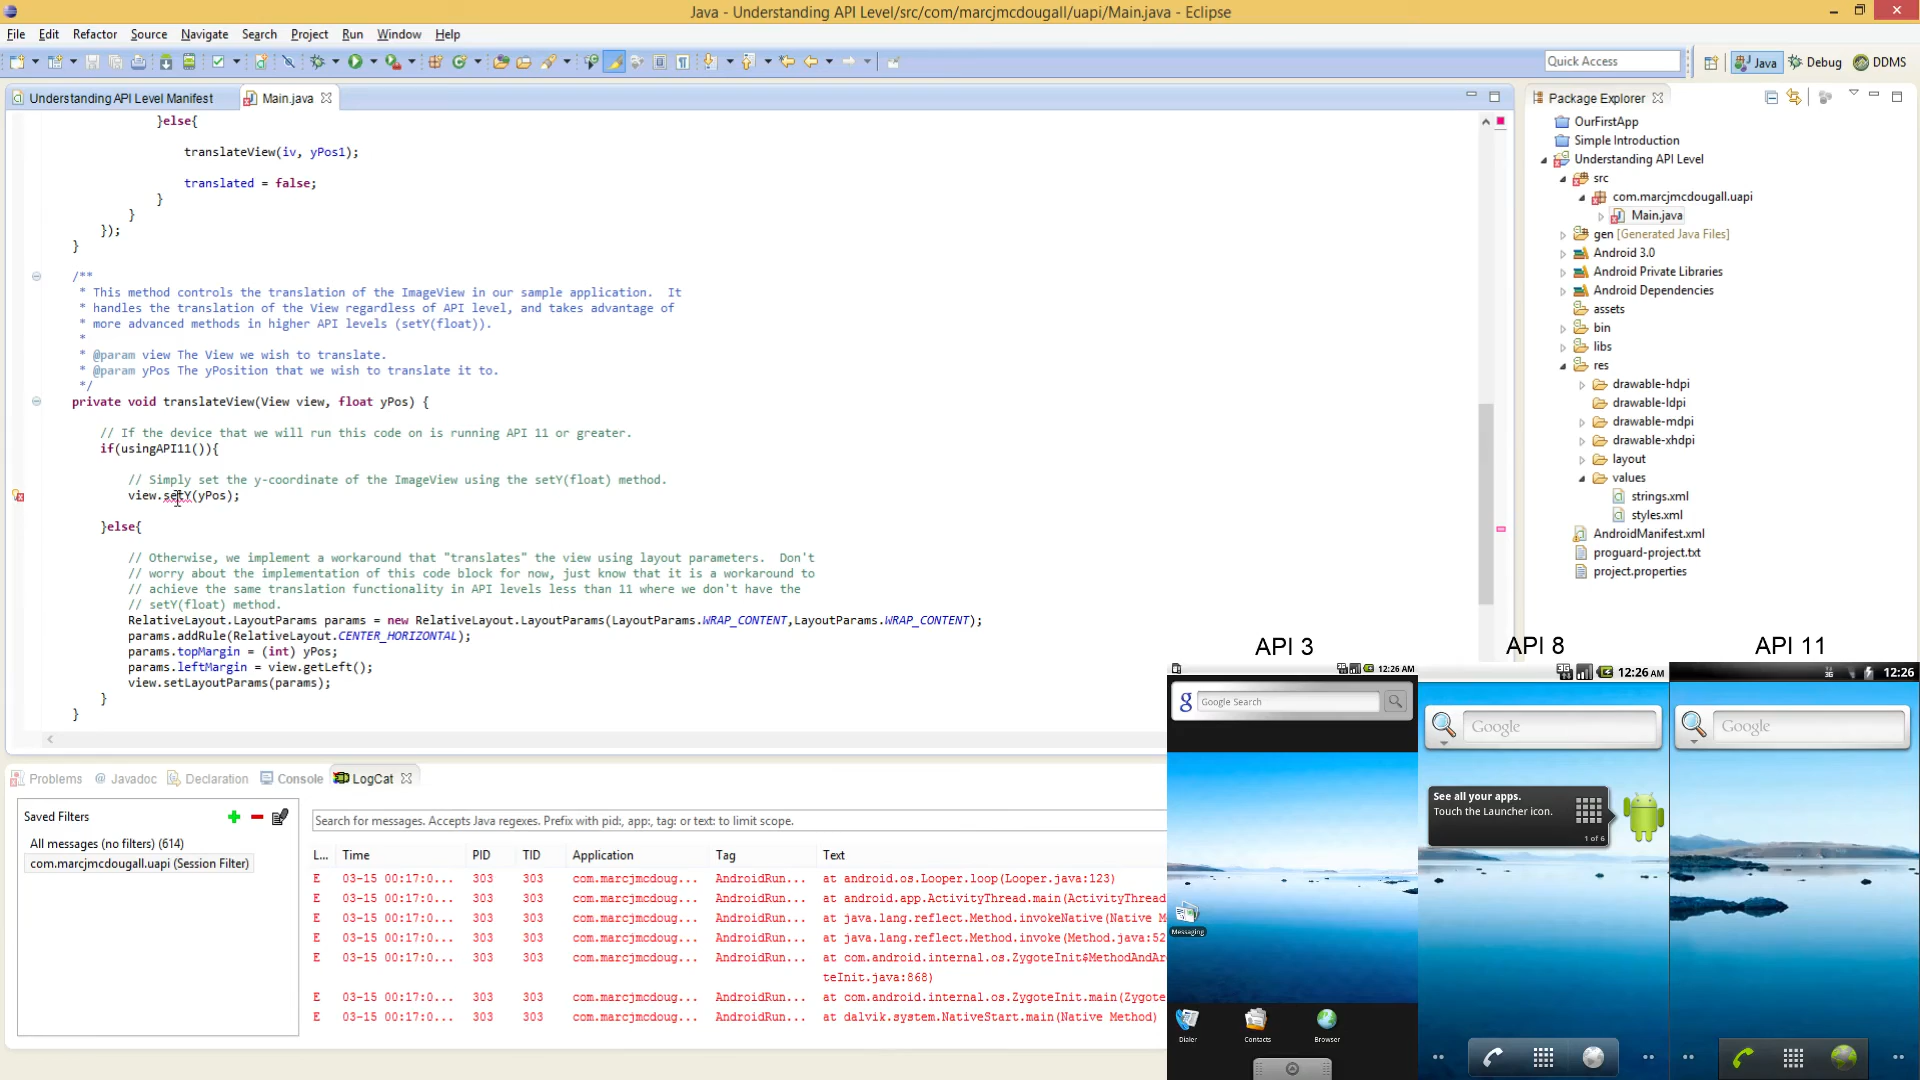 Java - Understanding API Level/src/com/marcjmcdougall/uapi/Main.java - Eclipse
File Edit Refactor Source Navigate Search Project Run Window Help
Quick Access
Java
Debug
DDMS
Understanding API Level Manifest
Main.java
}else{
translateView(iv, yPos1);
translated = false;
}
}
});
}
/**
* This method controls the translation of the ImageView in our sample application.  It
* handles the translation of the View regardless of API level, and takes advantage of
* more advanced methods in higher API levels (setY(float)).
*
* @param view The View we wish to translate.
* @param yPos The yPosition that we wish to translate it to.
*/
private void translateView(View view, float yPos) {
// If the device that we will run this code on is running API 11 or greater.
if(usingAPI11()){
// Simply set the y-coordinate of the ImageView using the setY(float) method.
view.setY(yPos);
}else{
// Otherwise, we implement a workaround that "translates" the view using layout parameters.  Don't
// worry about the implementation of this code block for now, just know that it is a workaround to
// achieve the same translation functionality in API levels less than 11 where we don't have the
// setY(float) method.
RelativeLayout.LayoutParams params = new RelativeLayout.LayoutParams(LayoutParams.WRAP_CONTENT,LayoutParams.WRAP_CONTENT);
params.addRule(RelativeLayout.CENTER_HORIZONTAL);
params.topMargin = (int) yPos;
params.leftMargin = view.getLeft();
view.setLayoutParams(params);
}
}
Package Explorer
OurFirstApp
Simple Introduction
Understanding API Level
src
com.marcjmcdougall.uapi
Main.java
gen [Generated Java Files]
Android 3.0
Android Private Libraries
Android Dependencies
assets
bin
libs
res
drawable-hdpi
drawable-ldpi
drawable-mdpi
drawable-xhdpi
layout
values
strings.xml
styles.xml
AndroidManifest.xml
proguard-project.txt
project.properties
Problems
@ Javadoc
Declaration
Console
LogCat
Saved Filters
All messages (no filters) (614)
com.marcjmcdougall.uapi (Session Filter)
Search for messages. Accepts Java regexes. Prefix with pid:, app:, tag: or text: to limit scope.
L... Time PID TID Application Tag Text
E 03-15 00:17:0... 303 303 com.marcjmcdoug... AndroidRun... at android.os.Looper.loop(Looper.java:123)
E 03-15 00:17:0... 303 303 com.marcjmcdoug... AndroidRun... at android.app.ActivityThread.main(ActivityThread
E 03-15 00:17:0... 303 303 com.marcjmcdoug... AndroidRun... at java.lang.reflect.Method.invokeNative(Native M
E 03-15 00:17:0... 303 303 com.marcjmcdoug... AndroidRun... at java.lang.reflect.Method.invoke(Method.java:52
E 03-15 00:17:0... 303 303 com.marcjmcdoug... AndroidRun... at com.android.internal.os.ZygoteInit$MethodAndAr
teInit.java:868)
E 03-15 00:17:0... 303 303 com.marcjmcdoug... AndroidRun... at com.android.internal.os.ZygoteInit.main(Zygote
E 03-15 00:17:0... 303 303 com.marcjmcdoug... AndroidRun... at dalvik.system.NativeStart.main(Native Method)
API 3
12:26 AM
g
Google Search
Messaging
Dialer
Contacts
Browser
API 8
3G
12:26 AM
Google
See all your apps.
Touch the Launcher icon.
1 of 6
API 11
3G
12:26
Google